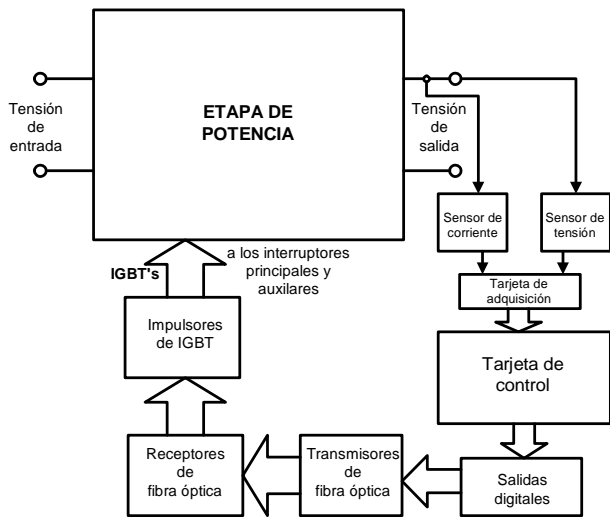 ETAPA DE
POTENCIA
Tensión
de
entrada
Tensión
de
salida
Sensor de
corriente
Sensor de
tensión
IGBT's
a los interruptores
principales y
auxilares
Tarjeta de
adquisición
Impulsores
de IGBT
Tarjeta de
control
Receptores
de
fibra óptica
Transmisores
de
fibra óptica
Salidas
digitales